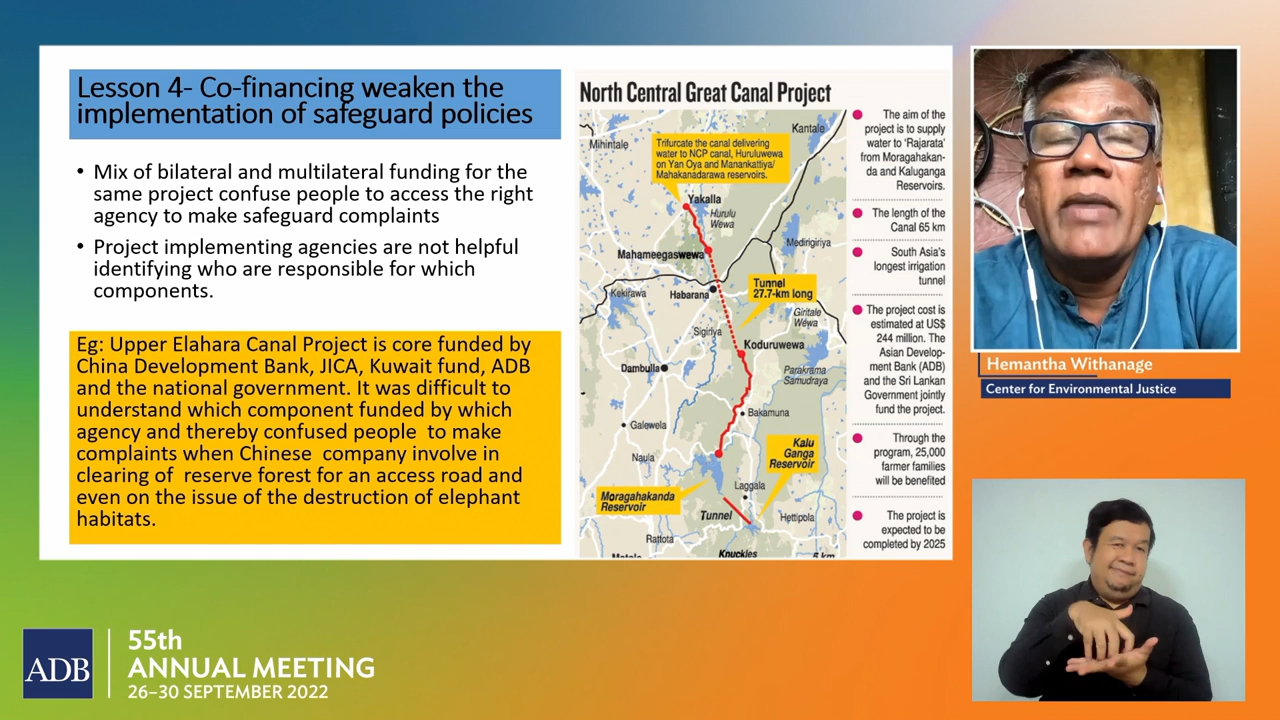 Lesson 4- Co-financing weaken the
implementation of safeguard policies
• Mix of bilateral and multilateral funding for the
same project confuse people to access the right
agency to make safeguard complaints
• Project implementing agencies are not helpful
identifying who are responsible for which
components.
Eg: Upper Elahara Canal Project is core funded by
China Development Bank, JICA, Kuwait fund, ADB
and the national government. It was difficult to
understand which component funded by which
agency and thereby confused people to make
complaints when Chinese company involve in
clearing of reserve forest for an access road and
even on the issue of the destruction of elephant
habitats.
North Central Great Canal Project
Kantale
Mihintale
Trifurcate the canal delivering
water to NCP canal, Huruluwewa
on Yan Oya and Manankattiya/
Mahakanadarawa reservoirs.
Yakalla
Hurulu
Wewa
Medirigiriya
Mahameegaswewa
Tunnel
27.7-km long
Kekirawa
Habarana
Giritale
Wewa
Sigiriya
Koduruwewa
Dambulla
Parakrama
Samudraya
Bakamuna
Galewela
Kalu
Ganga
Reservoir
Naula
Laggala
Moragahakanda
Reservoir
Tunnel
Hettipola
Rattota
Knuckles
5 km
The aim of the
project is to supply
water to ‘Rajarata’
from Moragahakan-
da and Kaluganga
Reservoirs.
The length of the
Canal 65 km
South Asia’s
longest irrigation
tunnel
The project cost is
estimated at US$
244 million. The
Asian Develop-
ment Bank (ADB)
and the Sri Lankan
Government jointly
fund the project.
Through the
program, 25,000
farmer families
will be benefited
The project is
expected to be
completed by 2025
Hemantha Withanage
Center for Environmental Justice
ADB
55th
ANNUAL MEETING
26–30 SEPTEMBER 2022